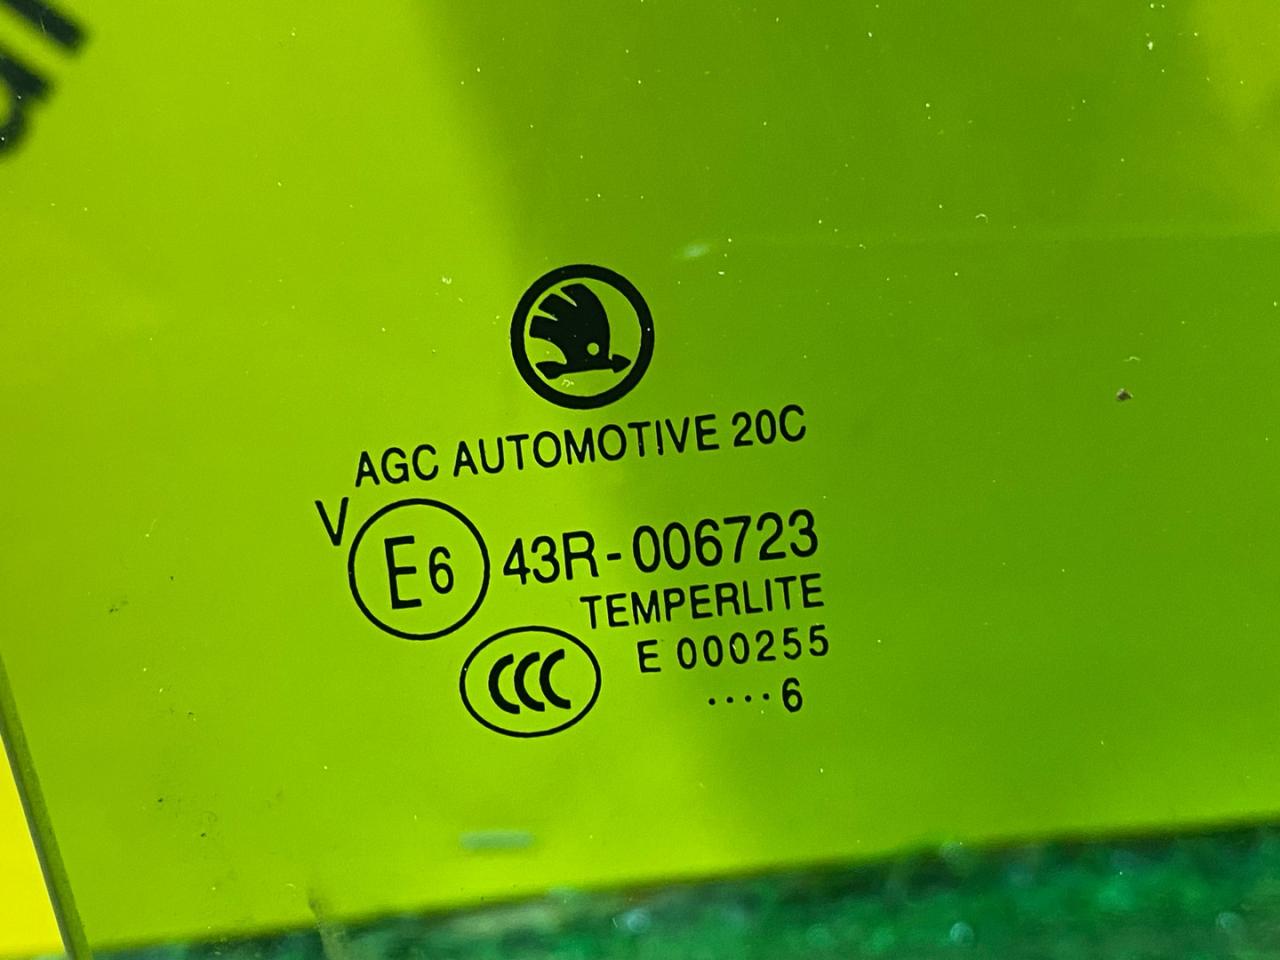 AGC AUTOMOTIVE 20C
V E6 43R-006723
TEMPERLITE
CCC E 000255
....6